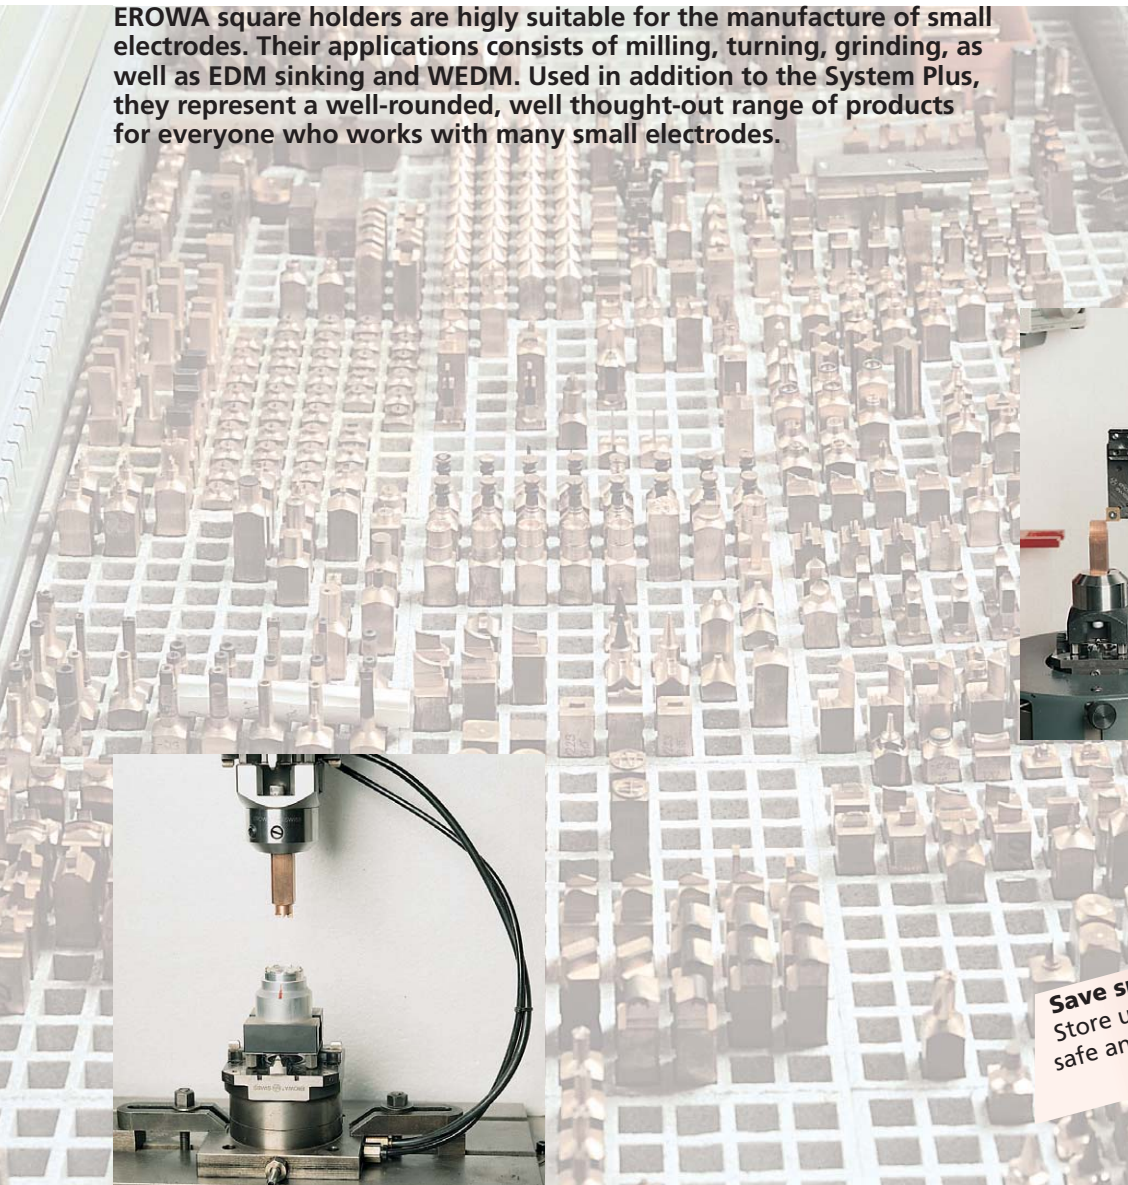 EROWA square holders are higly suitable for the manufacture of small
electrodes. Their applications consists of milling, turning, grinding, as
well as EDM sinking and WEDM. Used in addition to the System Plus,
they represent a well-rounded, well thought-out range of products
for everyone who works with many small electrodes.
Save s
Store u
safe an